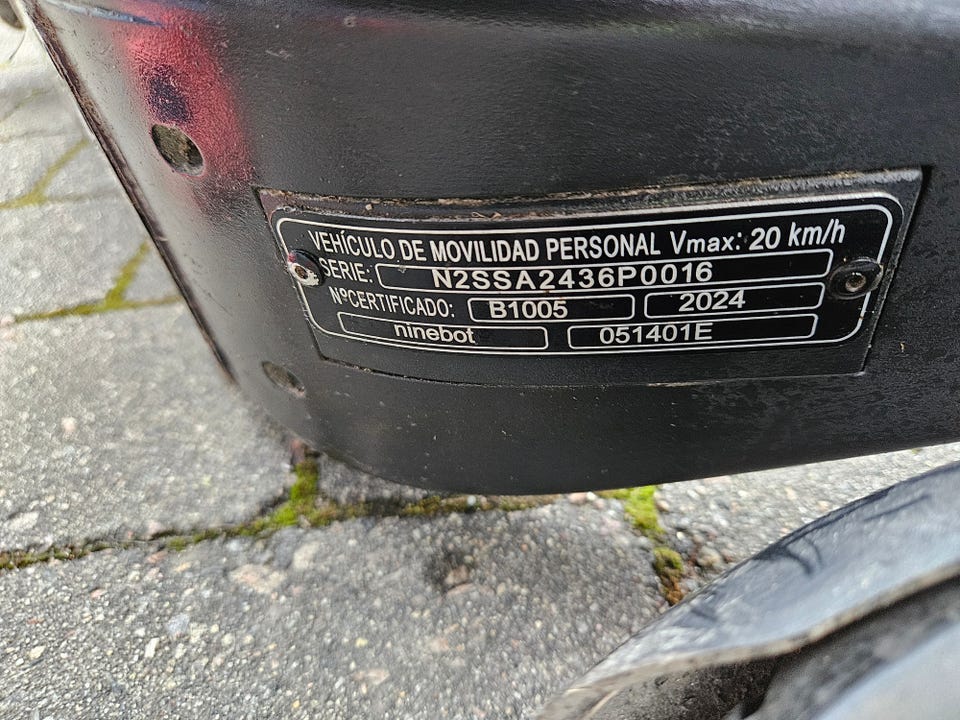 VEHÍCULO DE MOVILIDAD PERSONAL Vmax: 20 km/h
SERIE: N2SSA2436P0016
NºCERTIFICADO: B1005 2024
ninebot 051401E